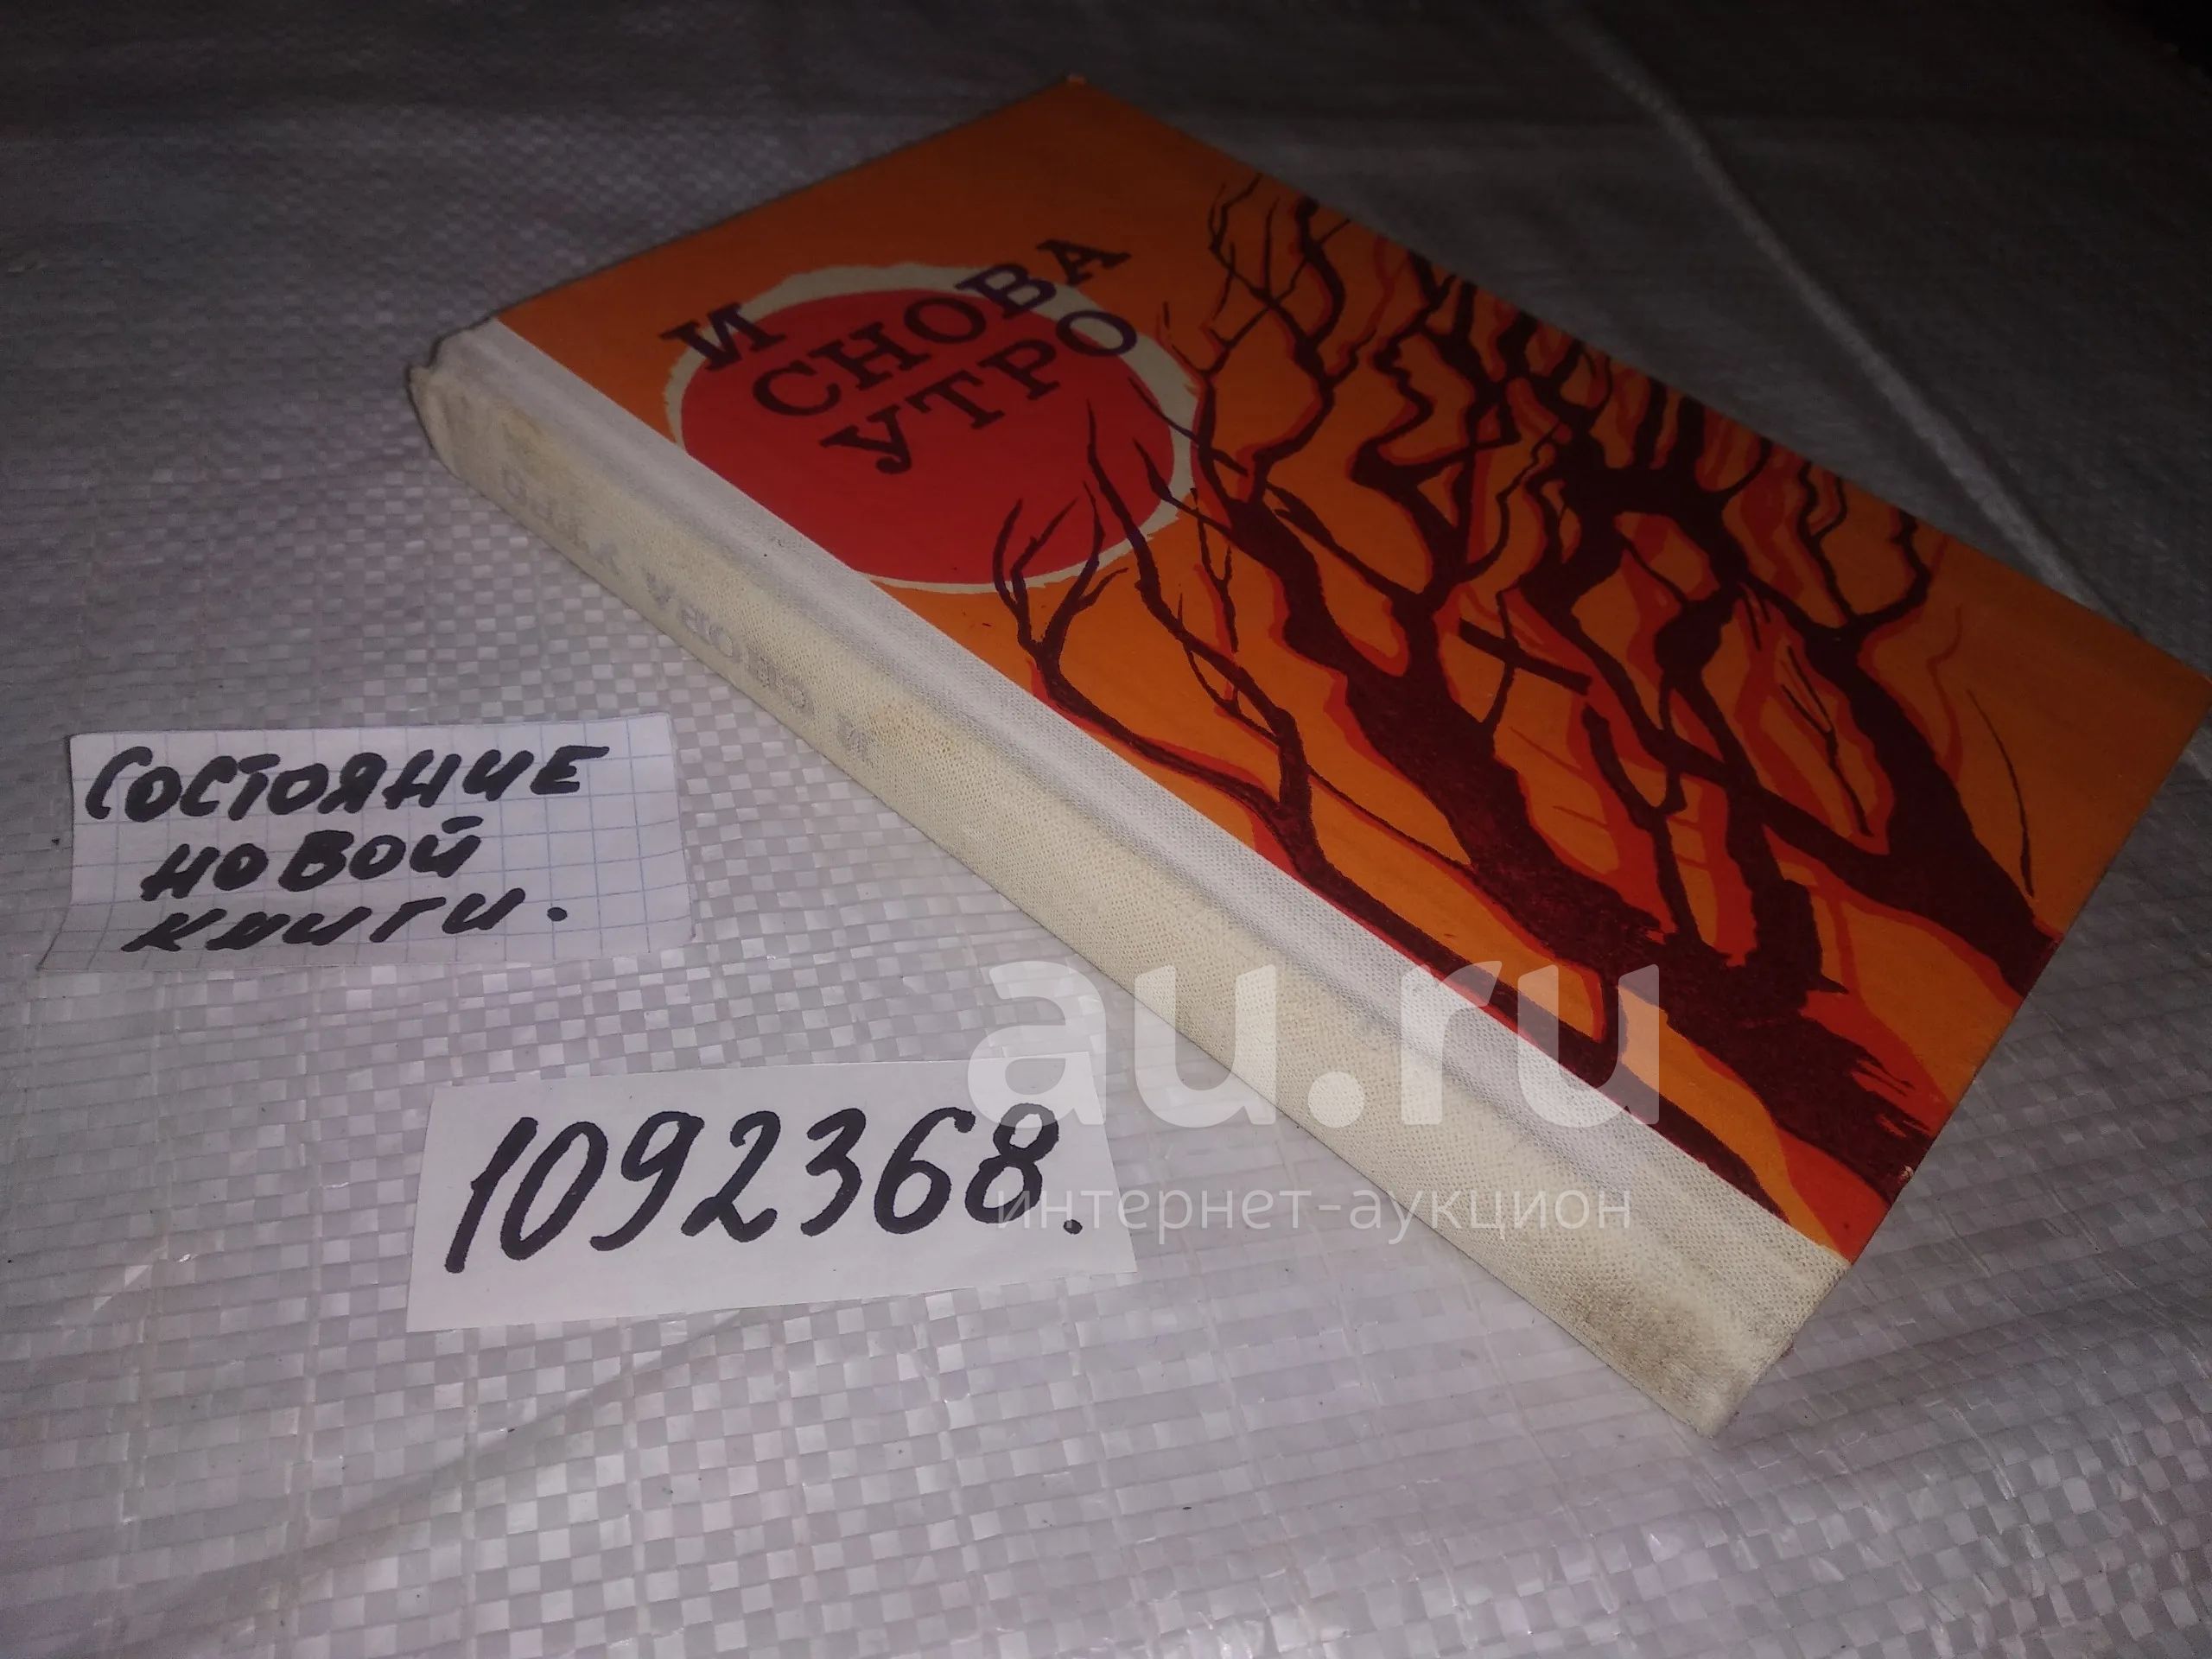 И
СНОВА
УТРО
И СНОВА УТРО
СОСТОЯНИЕ
НОВОЙ
КНИГИ.
1092368.
au.ru
интернет-аукцион